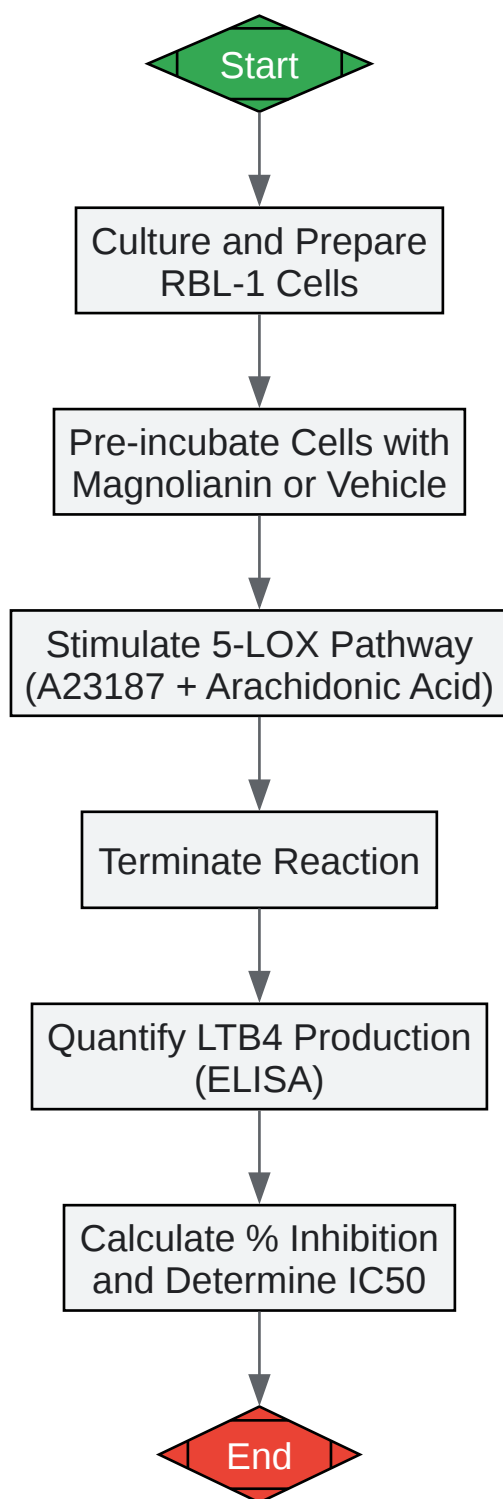 Start
Culture and Prepare
RBL-1 Cells
Pre-incubate Cells with
Magnolianin or Vehicle
Stimulate 5-LOX Pathway
(A23187 + Arachidonic Acid)
Terminate Reaction
Quantify LTB4 Production
(ELISA)
Calculate % Inhibition
and Determine IC50
End